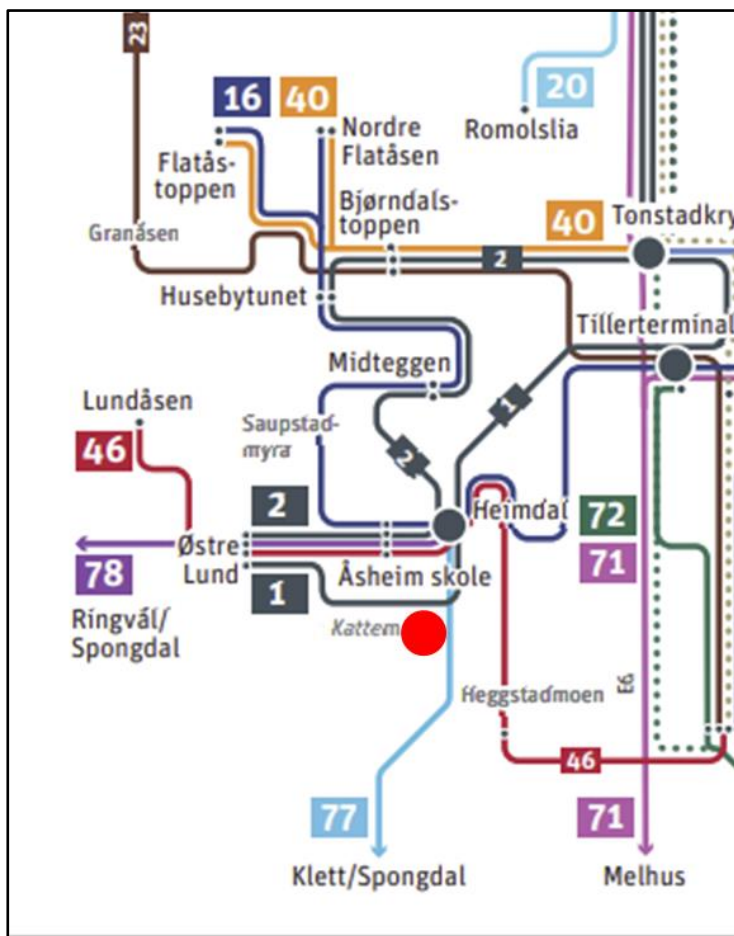 23
16 40
20
Romolslia
Nordre
Flatåsen
Flatås-
toppen
Bjørndals-
toppen
40
Tonstadkry
Granåsen
2
Husebytunet
Tillerterminal
Midteggen
Lundåsen
1
Saupstad-
myra
46
2
2
Heimdal
72
78
Østre
Lund
Åsheim skole
71
1
Ringvål/
Spongdal
Kattem
Heggstadmoen
E6
46
77
71
Klett/Spongdal
Melhus